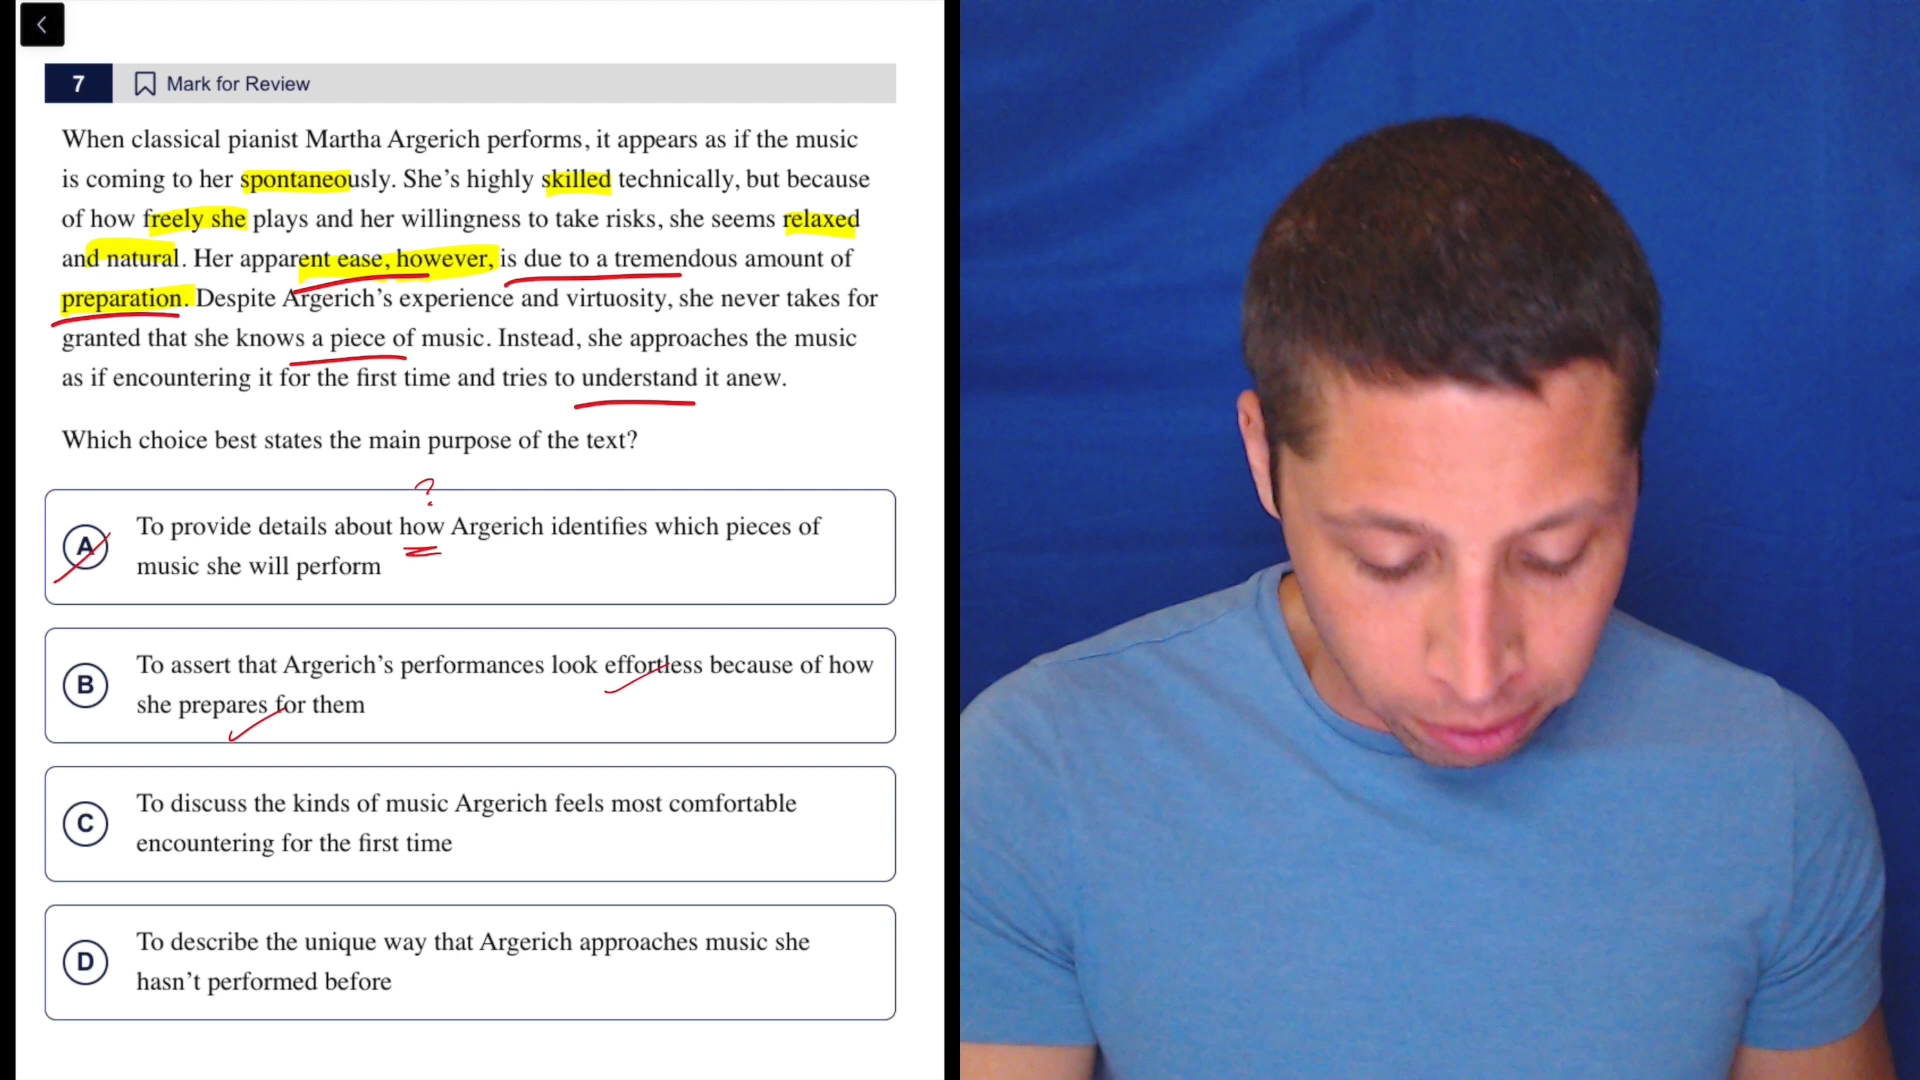 7 Mark for Review
When classical pianist Martha Argerich performs, it appears as if the music
is coming to her spontaneously. She’s highly skilled technically, but because
of how freely she plays and her willingness to take risks, she seems relaxed
and natural. Her apparent ease, however, is due to a tremendous amount of
preparation. Despite Argerich’s experience and virtuosity, she never takes for
granted that she knows a piece of music. Instead, she approaches the music
as if encountering it for the first time and tries to understand it anew.
Which choice best states the main purpose of the text?
?
A To provide details about how Argerich identifies which pieces of
music she will perform
B To assert that Argerich’s performances look effortless because of how
she prepares for them
C To discuss the kinds of music Argerich feels most comfortable
encountering for the first time
D To describe the unique way that Argerich approaches music she
hasn’t performed before